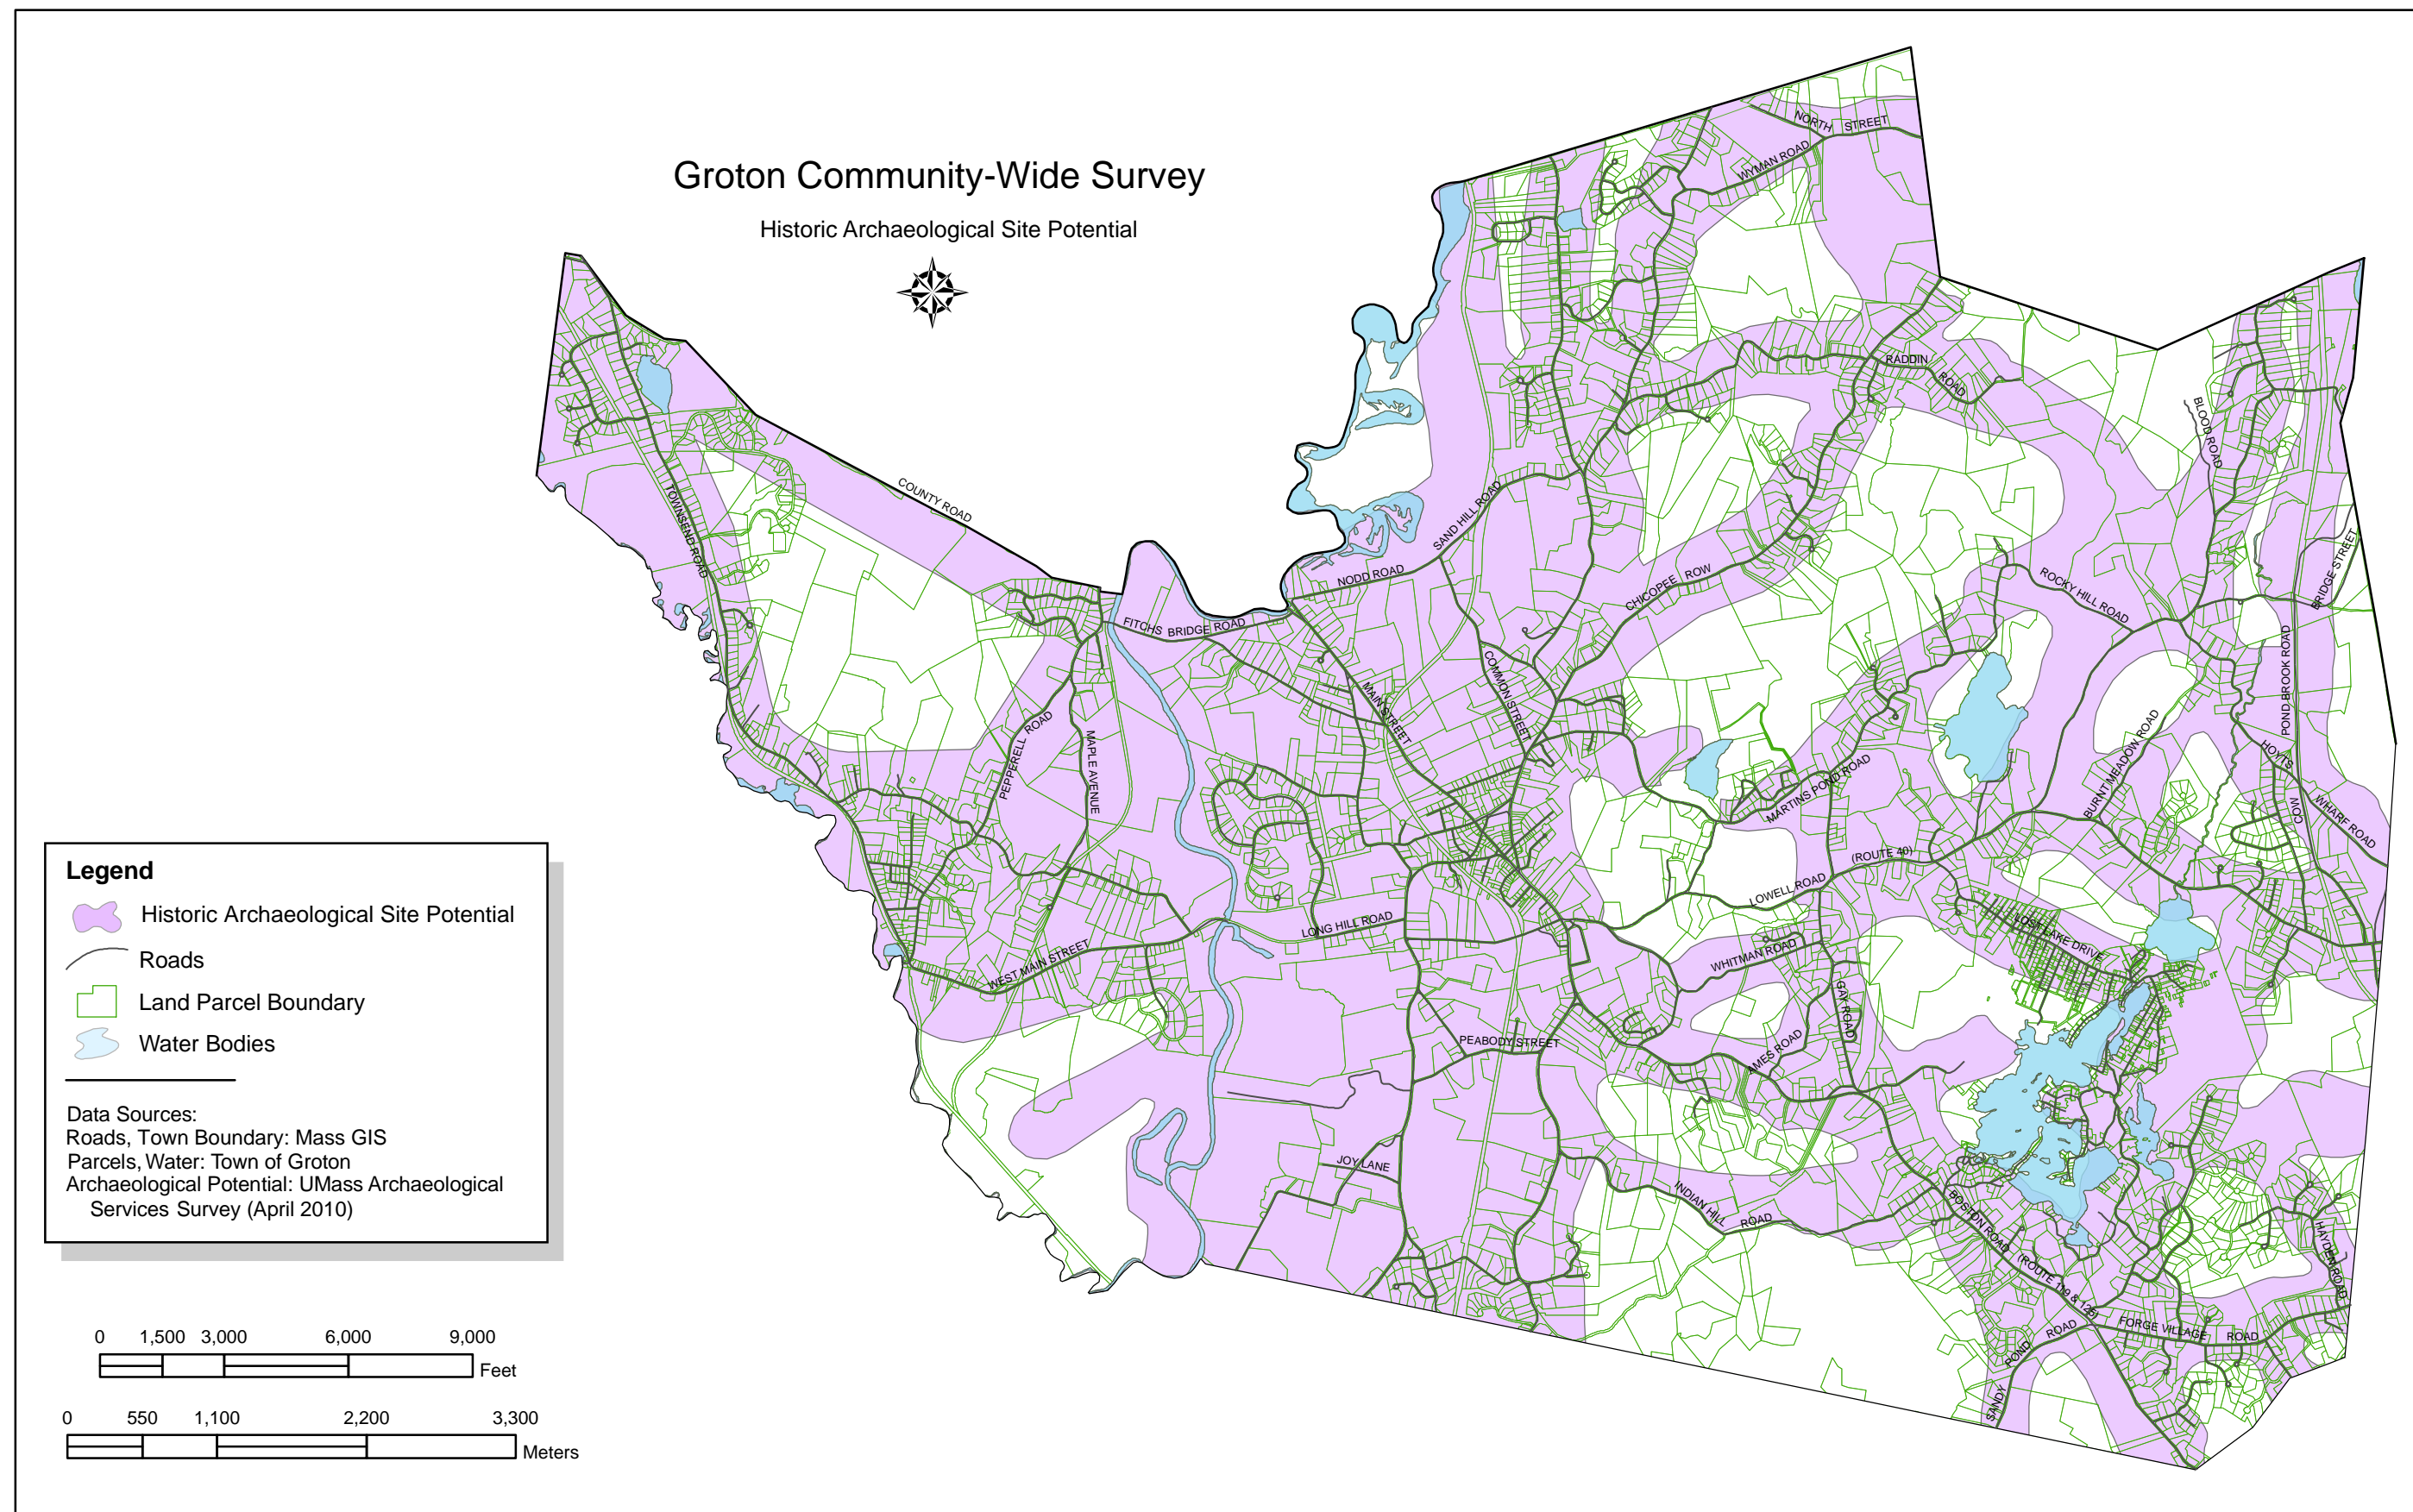 Groton Community-Wide Survey
Historic Archaeological Site Potential
NORTH STREET
WYMAN ROAD
RADDIN ROAD
BLOOD ROAD
COUNTY ROAD
TOWNSEND ROAD
SAND HILL ROAD
NODD ROAD
CHICOPEE ROW
ROCKY HILL ROAD
BRIDGE STREET
FITCHS BRIDGE ROAD
COMMON STREET
MAIN STREET
POND BROOK ROAD
PEPPERELL ROAD
MAPLE AVENUE
BURNTMEADOW ROAD
HOYTS WHARF ROAD
COW
MARTINS POND ROAD
(ROUTE 40)
LOWELL ROAD
LONG HILL ROAD
LOST LAKE DRIVE
WEST MAIN STREET
WHITMAN ROAD
GAY ROAD
PEABODY STREET
AMES ROAD
JOY LANE
INDIAN HILL ROAD
BOSTON ROAD (ROUTE 119 & 125)
HAYDEN ROAD
FORGE VILLAGE ROAD
SANDY POND ROAD
Legend
Historic Archaeological Site Potential
Roads
Land Parcel Boundary
Water Bodies
Data Sources:
Roads, Town Boundary: Mass GIS
Parcels, Water: Town of Groton
Archaeological Potential: UMass Archaeological
Services Survey (April 2010)
0 1,500 3,000 6,000 9,000
Feet
0 550 1,100 2,200 3,300
Meters